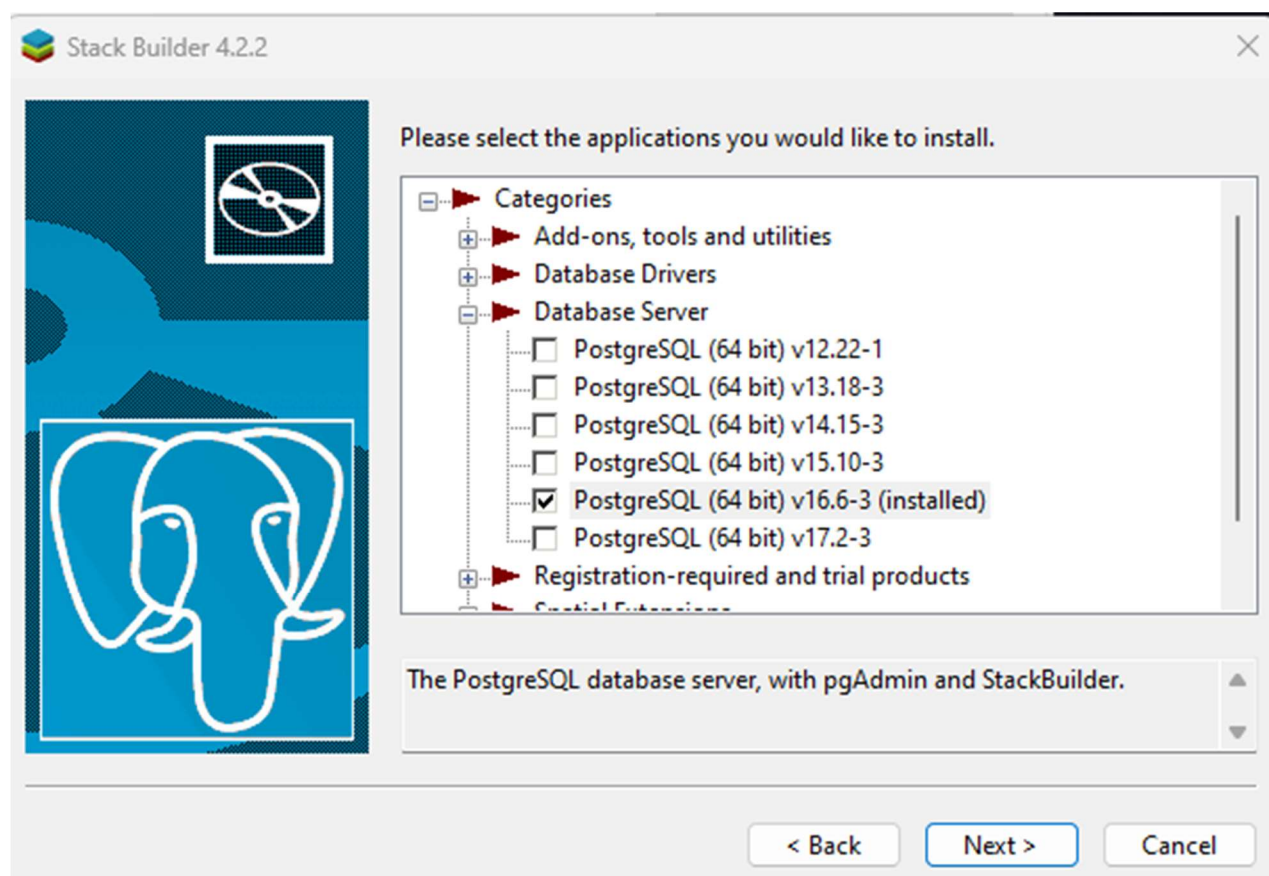 Stack Builder 4.2.2
Please select the applications you would like to install.
Categories
Add-ons, tools and utilities
Database Drivers
Database Server
PostgreSQL (64 bit) v12.22-1
PostgreSQL (64 bit) v13.18-3
PostgreSQL (64 bit) v14.15-3
PostgreSQL (64 bit) v15.10-3
PostgreSQL (64 bit) v16.6-3 (installed)
PostgreSQL (64 bit) v17.2-3
Registration-required and trial products
Spatial Extensions
The PostgreSQL database server, with pgAdmin and StackBuilder.
< Back
Next >
Cancel